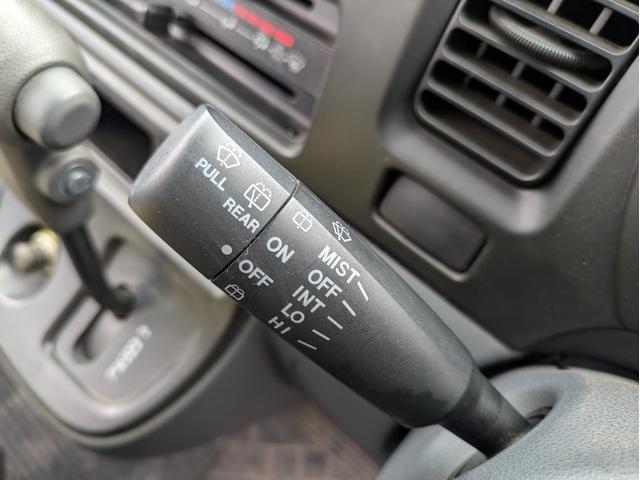 PULL
REAR
ON
OFF
MIST
OFF
INT
LO
HI